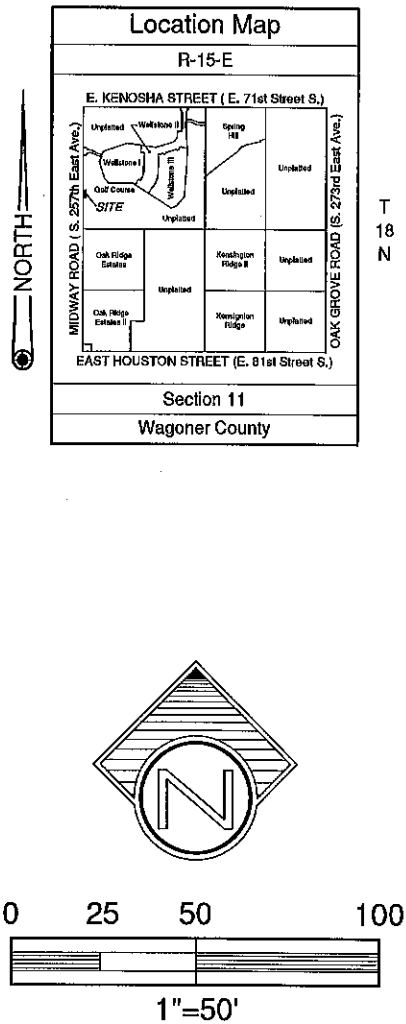 Location Map
R-15-E
E. KENOSHA STREET ( E. 71st Street S.)
MIDWAY ROAD ( S. 257th East Ave.)
OAK GROVE ROAD (S. 273rd East Ave.)
NORTH
T
18
N
Unplatted
Wellstone II
Spring
Hill
Unplatted
Wellstone I
Wellstone III
Golf Course
SITE
Unplatted
Unplatted
Oak Ridge
Estates
Unplatted
Kensington
Ridge II
Unplatted
Oak Ridge
Estates II
Kensignton
Ridge
Unplatted
EAST HOUSTON STREET (E. 81st Street S.)
Section 11
Wagoner County
N
0 25 50 100
1"=50'